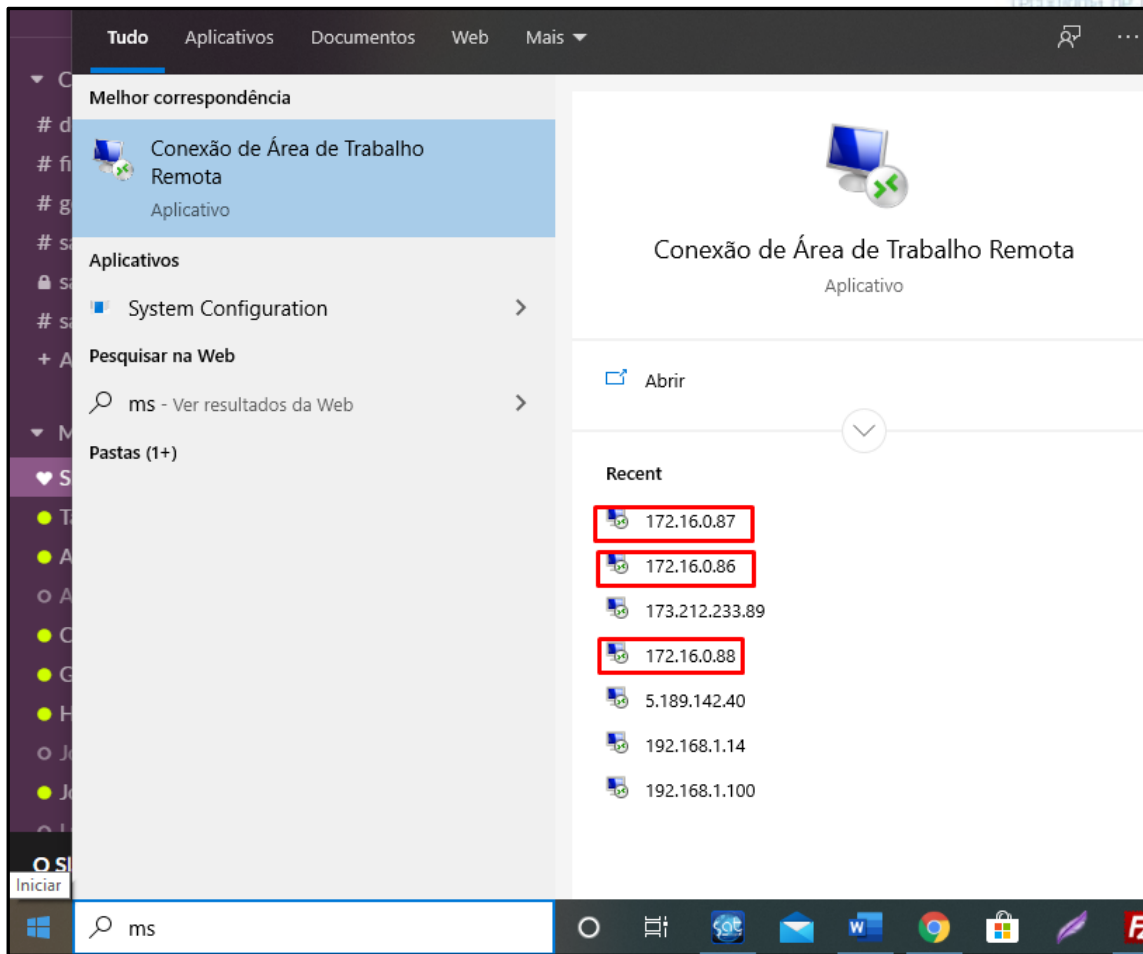 Tudo Aplicativos Documentos Web Mais
Melhor correspondência
Conexão de Área de Trabalho
Remota
Aplicativo
Aplicativos
System Configuration
Pesquisar na Web
ms - Ver resultados da Web
Pastas (1+)
Conexão de Área de Trabalho Remota
Aplicativo
Abrir
Recent
172.16.0.87
172.16.0.86
173.212.233.89
172.16.0.88
5.189.142.40
192.168.1.14
192.168.1.100
Iniciar
ms